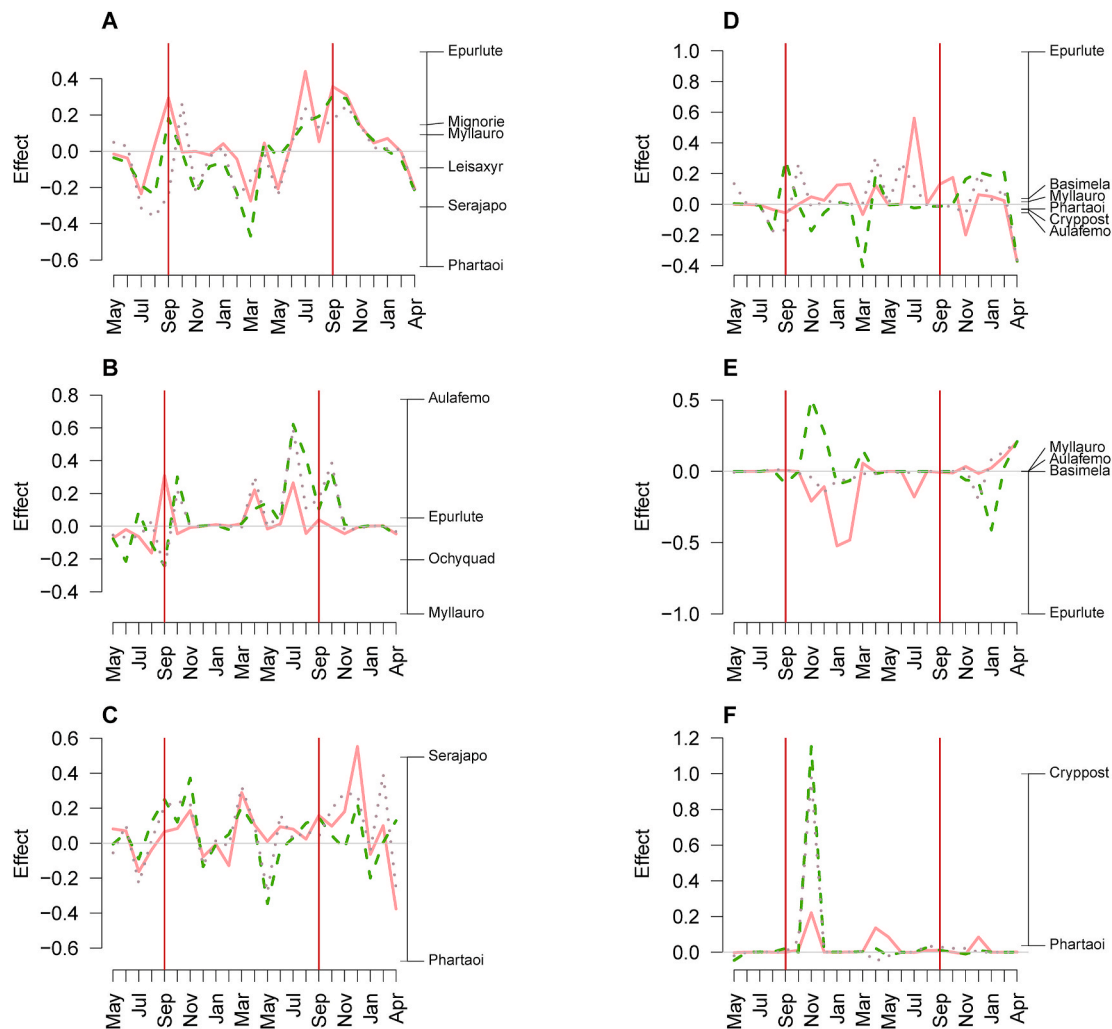 A
Effect
0.4
0.2
0.0
−0.2
−0.4
−0.6
May
Jul
Sep
Nov
Jan
Mar
May
Jul
Sep
Nov
Jan
Apr
Epurlute
Mignorie
Myllauro
Leisaxyr
Serajapo
Phartaoi
B
Effect
0.8
0.6
0.4
0.2
0.0
−0.2
−0.4
May
Jul
Sep
Nov
Jan
Mar
May
Jul
Sep
Nov
Jan
Apr
Aulafemo
Epurlute
Ochyquad
Myllauro
C
Effect
0.6
0.4
0.2
0.0
−0.2
−0.4
−0.6
May
Jul
Sep
Nov
Jan
Mar
May
Jul
Sep
Nov
Jan
Apr
Serajapo
Phartaoi
D
Effect
1.0
0.8
0.6
0.4
0.2
0.0
−0.2
−0.4
May
Jul
Sep
Nov
Jan
Mar
May
Jul
Sep
Nov
Jan
Apr
Epurlute
Basimela
Myllauro
Phartaoi
Cryppost
Aulafemo
E
Effect
0.5
0.0
−0.5
−1.0
May
Jul
Sep
Nov
Jan
Mar
May
Jul
Sep
Nov
Jan
Apr
Myllauro
Aulafemo
Basimela
Epurlute
F
Effect
1.2
1.0
0.8
0.6
0.4
0.2
0.0
May
Jul
Sep
Nov
Jan
Mar
May
Jul
Sep
Nov
Jan
Apr
Cryppost
Phartaoi